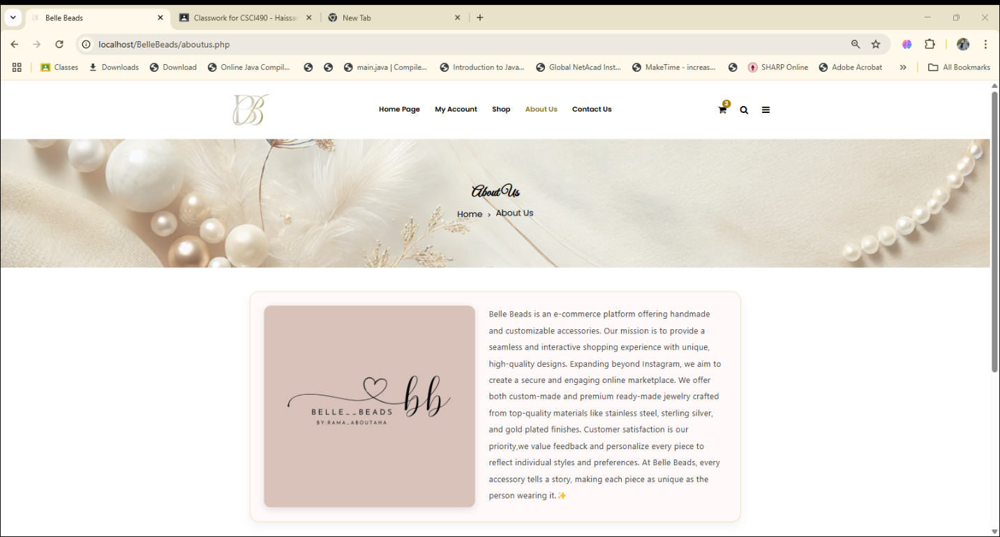 Belle Beads
Classwork for CSCI490 - Haissa
New Tab
localhost/BelleBeads/aboutus.php
Classes
Downloads
Download
Online Java Compil...
main.java | Compile...
Introduction to Java...
Global NetAcad Inst...
MakeTime - increas...
SHARP Online
Adobe Acrobat
All Bookmarks
BB
Home Page
My Account
Shop
About Us
Contact Us
2
About Us
Home › About Us
BELLE__BEADS
bb
BY:RAMA_ABOUTAHA
Belle Beads is an e-commerce platform offering handmade
and customizable accessories. Our mission is to provide a
seamless and interactive shopping experience with unique,
high-quality designs. Expanding beyond Instagram, we aim to
create a secure and engaging online marketplace. We offer
both custom-made and premium ready-made jewelry crafted
from top-quality materials like stainless steel, sterling silver,
and gold plated finishes. Customer satisfaction is our
priority,we value feedback and personalize every piece to
reflect individual styles and preferences. At Belle Beads, every
accessory tells a story, making each piece as unique as the
person wearing it.✨